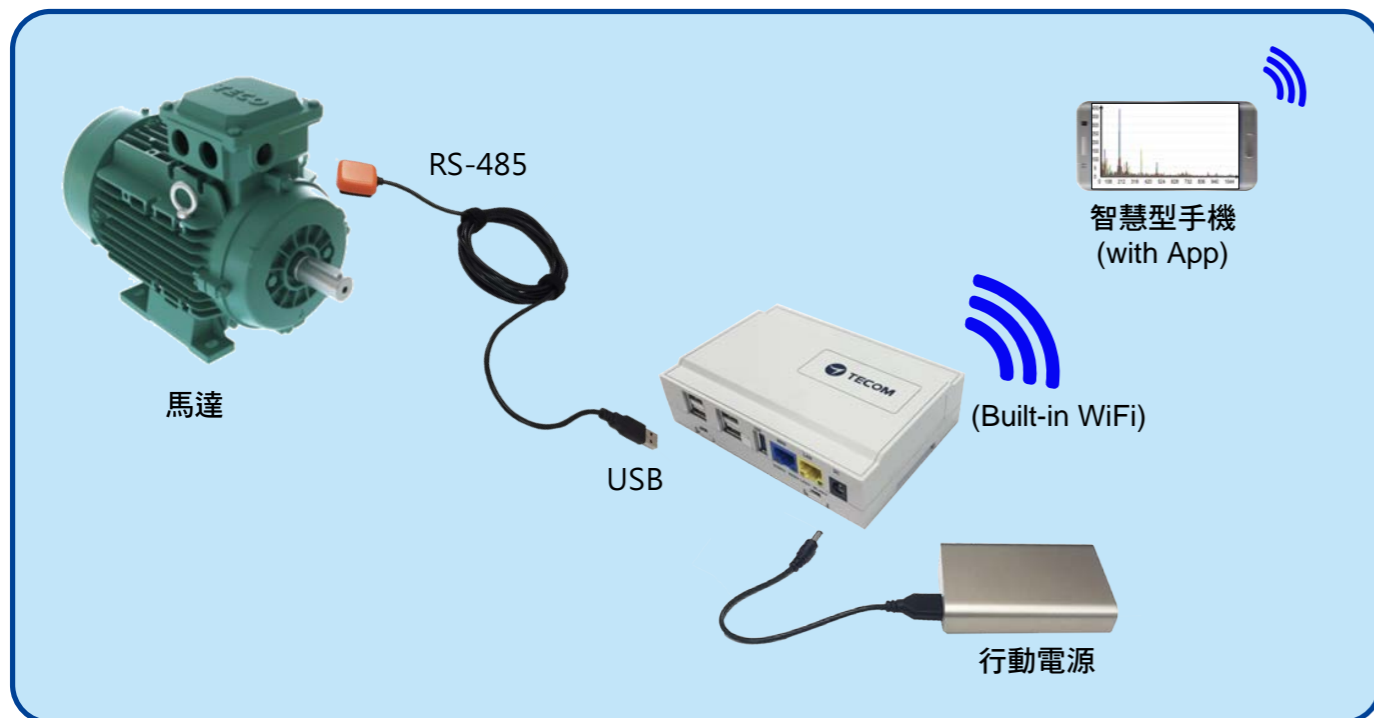 TECO
RS-485
馬達
USB
TECOM
(Built-in WiFi)
智慧型手機
(with App)
行動電源